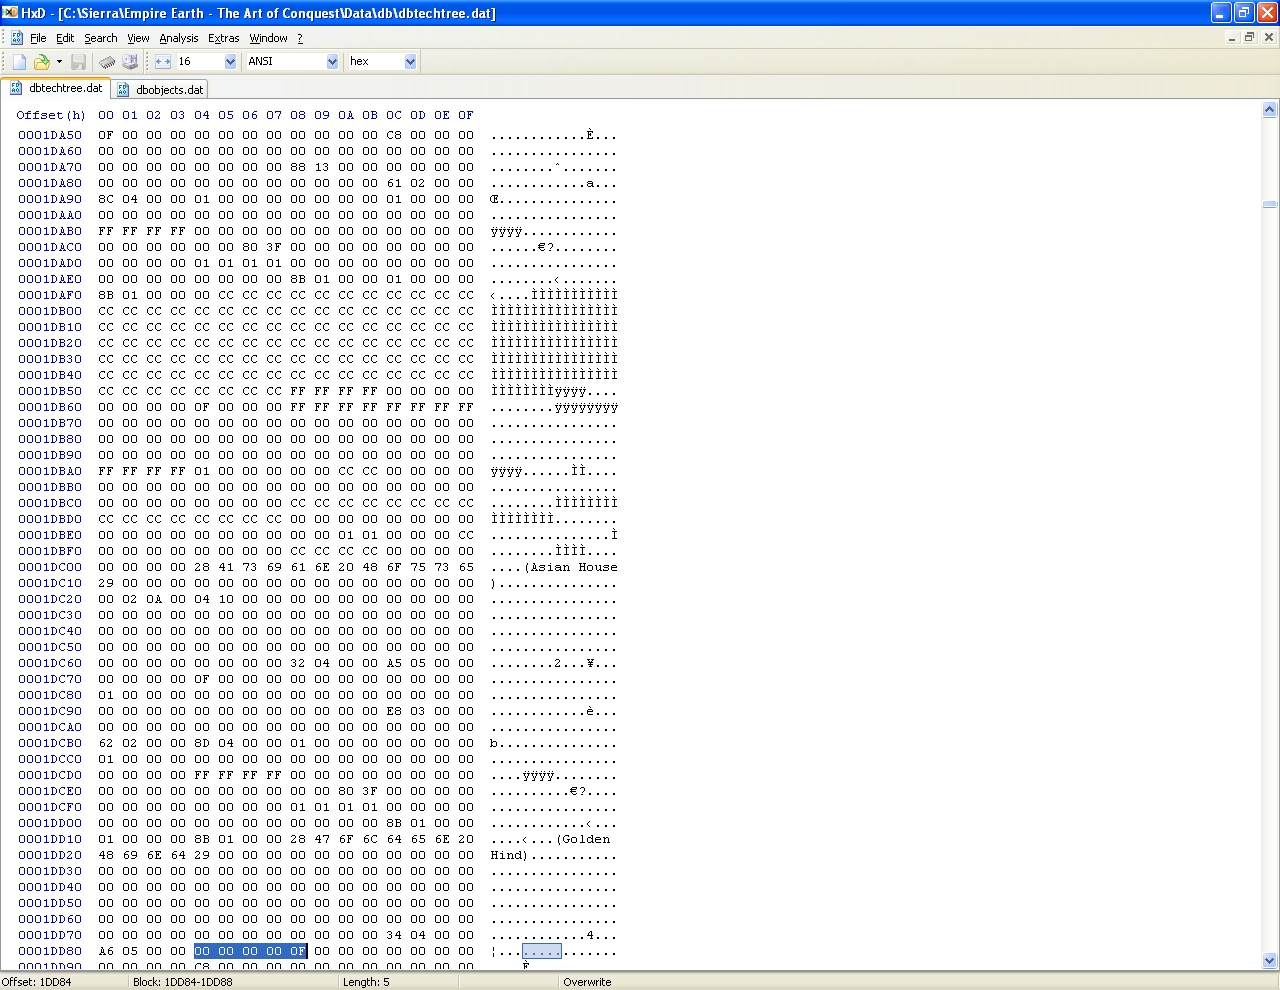 HxD - [C:\Sierra\Empire Earth - The Art of Conquest\Data\db\dbtechtree.dat]
File Edit Search View Analysis Extras Window ?
16 ANSI hex
dbtechtree.dat dbobjects.dat
Offset(h) 00 01 02 03 04 05 06 07 08 09 0A 0B 0C 0D 0E 0F
0001DA50 0F 00 00 00 00 00 00 00 00 00 00 00 C8 00 00 00 ............È...
0001DA60 00 00 00 00 00 00 00 00 00 00 00 00 00 00 00 00 ................
0001DA70 00 00 00 00 00 00 00 00 88 13 00 00 00 00 00 00 ........ˆ.......
0001DA80 00 00 00 00 00 00 00 00 00 00 00 00 61 02 00 00 ............a...
0001DA90 8C 04 00 00 01 00 00 00 00 00 00 00 01 00 00 00 Œ...............
0001DAA0 00 00 00 00 00 00 00 00 00 00 00 00 00 00 00 00 ................
0001DAB0 FF FF FF FF 00 00 00 00 00 00 00 00 00 00 00 00 ÿÿÿÿ............
0001DAC0 00 00 00 00 00 00 80 3F 00 00 00 00 00 00 00 00 ......€?........
0001DAD0 00 00 00 00 01 01 01 01 00 00 00 00 00 00 00 00 ................
0001DAE0 00 00 00 00 00 00 00 00 8B 01 00 00 01 00 00 00 ........‹.......
0001DAF0 8B 01 00 00 00 CC CC CC CC CC CC CC CC CC CC CC ‹....ÌÌÌÌÌÌÌÌÌÌÌ
0001DB00 CC CC CC CC CC CC CC CC CC CC CC CC CC CC CC CC ÌÌÌÌÌÌÌÌÌÌÌÌÌÌÌÌ
0001DB10 CC CC CC CC CC CC CC CC CC CC CC CC CC CC CC CC ÌÌÌÌÌÌÌÌÌÌÌÌÌÌÌÌ
0001DB20 CC CC CC CC CC CC CC CC CC CC CC CC CC CC CC CC ÌÌÌÌÌÌÌÌÌÌÌÌÌÌÌÌ
0001DB30 CC CC CC CC CC CC CC CC CC CC CC CC CC CC CC CC ÌÌÌÌÌÌÌÌÌÌÌÌÌÌÌÌ
0001DB40 CC CC CC CC CC CC CC CC CC CC CC CC CC CC CC CC ÌÌÌÌÌÌÌÌÌÌÌÌÌÌÌÌ
0001DB50 CC CC CC CC CC CC CC CC FF FF FF FF 00 00 00 00 ÌÌÌÌÌÌÌÌÿÿÿÿ....
0001DB60 00 00 00 00 0F 00 00 00 FF FF FF FF FF FF FF FF ........ÿÿÿÿÿÿÿÿ
0001DB70 00 00 00 00 00 00 00 00 00 00 00 00 00 00 00 00 ................
0001DB80 00 00 00 00 00 00 00 00 00 00 00 00 00 00 00 00 ................
0001DB90 00 00 00 00 00 00 00 00 00 00 00 00 00 00 00 00 ................
0001DBA0 FF FF FF FF 01 00 00 00 00 00 CC CC 00 00 00 00 ÿÿÿÿ......ÌÌ....
0001DBB0 00 00 00 00 00 00 00 00 00 00 00 00 00 00 00 00 ................
0001DBC0 00 00 00 00 00 00 00 00 CC CC CC CC CC CC CC CC ........ÌÌÌÌÌÌÌÌ
0001DBD0 CC CC CC CC CC CC CC CC 00 00 00 00 00 00 00 00 ÌÌÌÌÌÌÌÌ........
0001DBE0 00 00 00 00 00 00 00 00 00 00 01 01 00 00 00 CC ...............Ì
0001DBF0 00 00 00 00 00 00 00 00 CC CC CC CC 00 00 00 00 ........ÌÌÌÌ....
0001DC00 00 00 00 00 28 41 73 69 61 6E 20 48 6F 75 73 65 ....(Asian House
0001DC10 29 00 00 00 00 00 00 00 00 00 00 00 00 00 00 00 )...............
0001DC20 00 02 0A 00 04 10 00 00 00 00 00 00 00 00 00 00 ................
0001DC30 00 00 00 00 00 00 00 00 00 00 00 00 00 00 00 00 ................
0001DC40 00 00 00 00 00 00 00 00 00 00 00 00 00 00 00 00 ................
0001DC50 00 00 00 00 00 00 00 00 00 00 00 00 00 00 00 00 ................
0001DC60 00 00 00 00 00 00 00 00 32 04 00 00 A5 05 00 00 ........2...¥...
0001DC70 00 00 00 00 0F 00 00 00 00 00 00 00 00 00 00 00 ................
0001DC80 01 00 00 00 00 00 00 00 00 00 00 00 00 00 00 00 ................
0001DC90 00 00 00 00 00 00 00 00 00 00 00 00 E8 03 00 00 ............è...
0001DCA0 00 00 00 00 00 00 00 00 00 00 00 00 00 00 00 00 ................
0001DCB0 62 02 00 00 8D 04 00 00 01 00 00 00 00 00 00 00 b...............
0001DCC0 01 00 00 00 00 00 00 00 00 00 00 00 00 00 00 00 ................
0001DCD0 00 00 00 00 FF FF FF FF 00 00 00 00 00 00 00 00 ....ÿÿÿÿ........
0001DCE0 00 00 00 00 00 00 00 00 00 00 80 3F 00 00 00 00 ..........€?....
0001DCF0 00 00 00 00 00 00 00 00 01 01 01 01 00 00 00 00 ................
0001DD00 00 00 00 00 00 00 00 00 00 00 00 00 8B 01 00 00 ............‹...
0001DD10 01 00 00 00 8B 01 00 00 28 47 6F 6C 64 65 6E 20 ....‹...(Golden
0001DD20 48 69 6E 64 29 00 00 00 00 00 00 00 00 00 00 00 Hind)...........
0001DD30 00 00 00 00 00 00 00 00 00 00 00 00 00 00 00 00 ................
0001DD40 00 00 00 00 00 00 00 00 00 00 00 00 00 00 00 00 ................
0001DD50 00 00 00 00 00 00 00 00 00 00 00 00 00 00 00 00 ................
0001DD60 00 00 00 00 00 00 00 00 00 00 00 00 00 00 00 00 ................
0001DD70 00 00 00 00 00 00 00 00 00 00 00 00 34 04 00 00 ............4...
0001DD80 A6 05 00 00 00 00 00 00 0F 00 00 00 00 00 00 00 ¦...............
0001DD90 00 00 00 00 C8 00 00 00 00 00 00 00 00 00 00 00 È
Offset: 1DD84 Block: 1DD84-1DD88 Length: 5 Overwrite